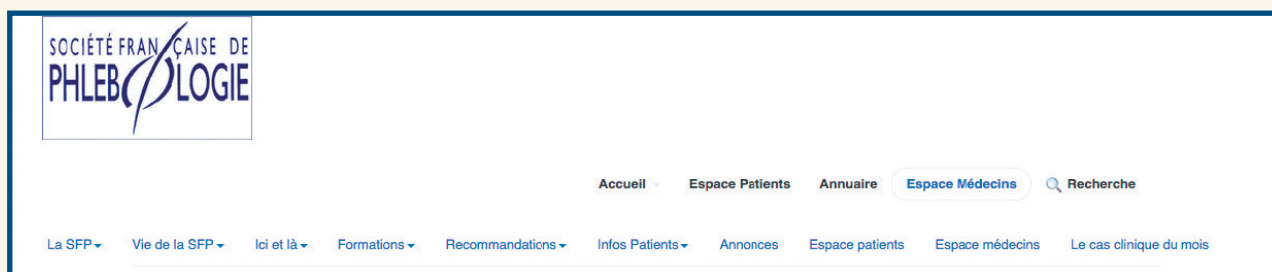 SOCIÉTÉ FRANÇAISE DE
PHLEBOLOGIE
Accueil Espace Patients Annuaire Espace Médecins Recherche
La SFP Vie de la SFP Ici et là Formations Recommandations Infos Patients Annonces Espace patients Espace médecins Le cas clinique du mois